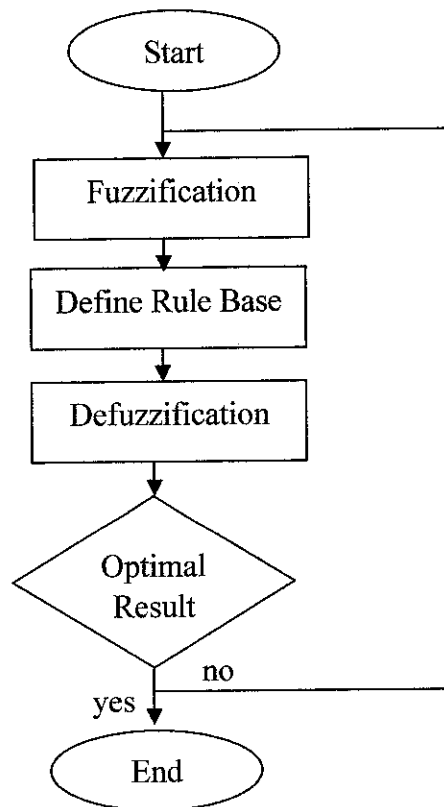 Start
Fuzzification
Define Rule Base
Defuzzification
Optimal
Result
no
yes
End